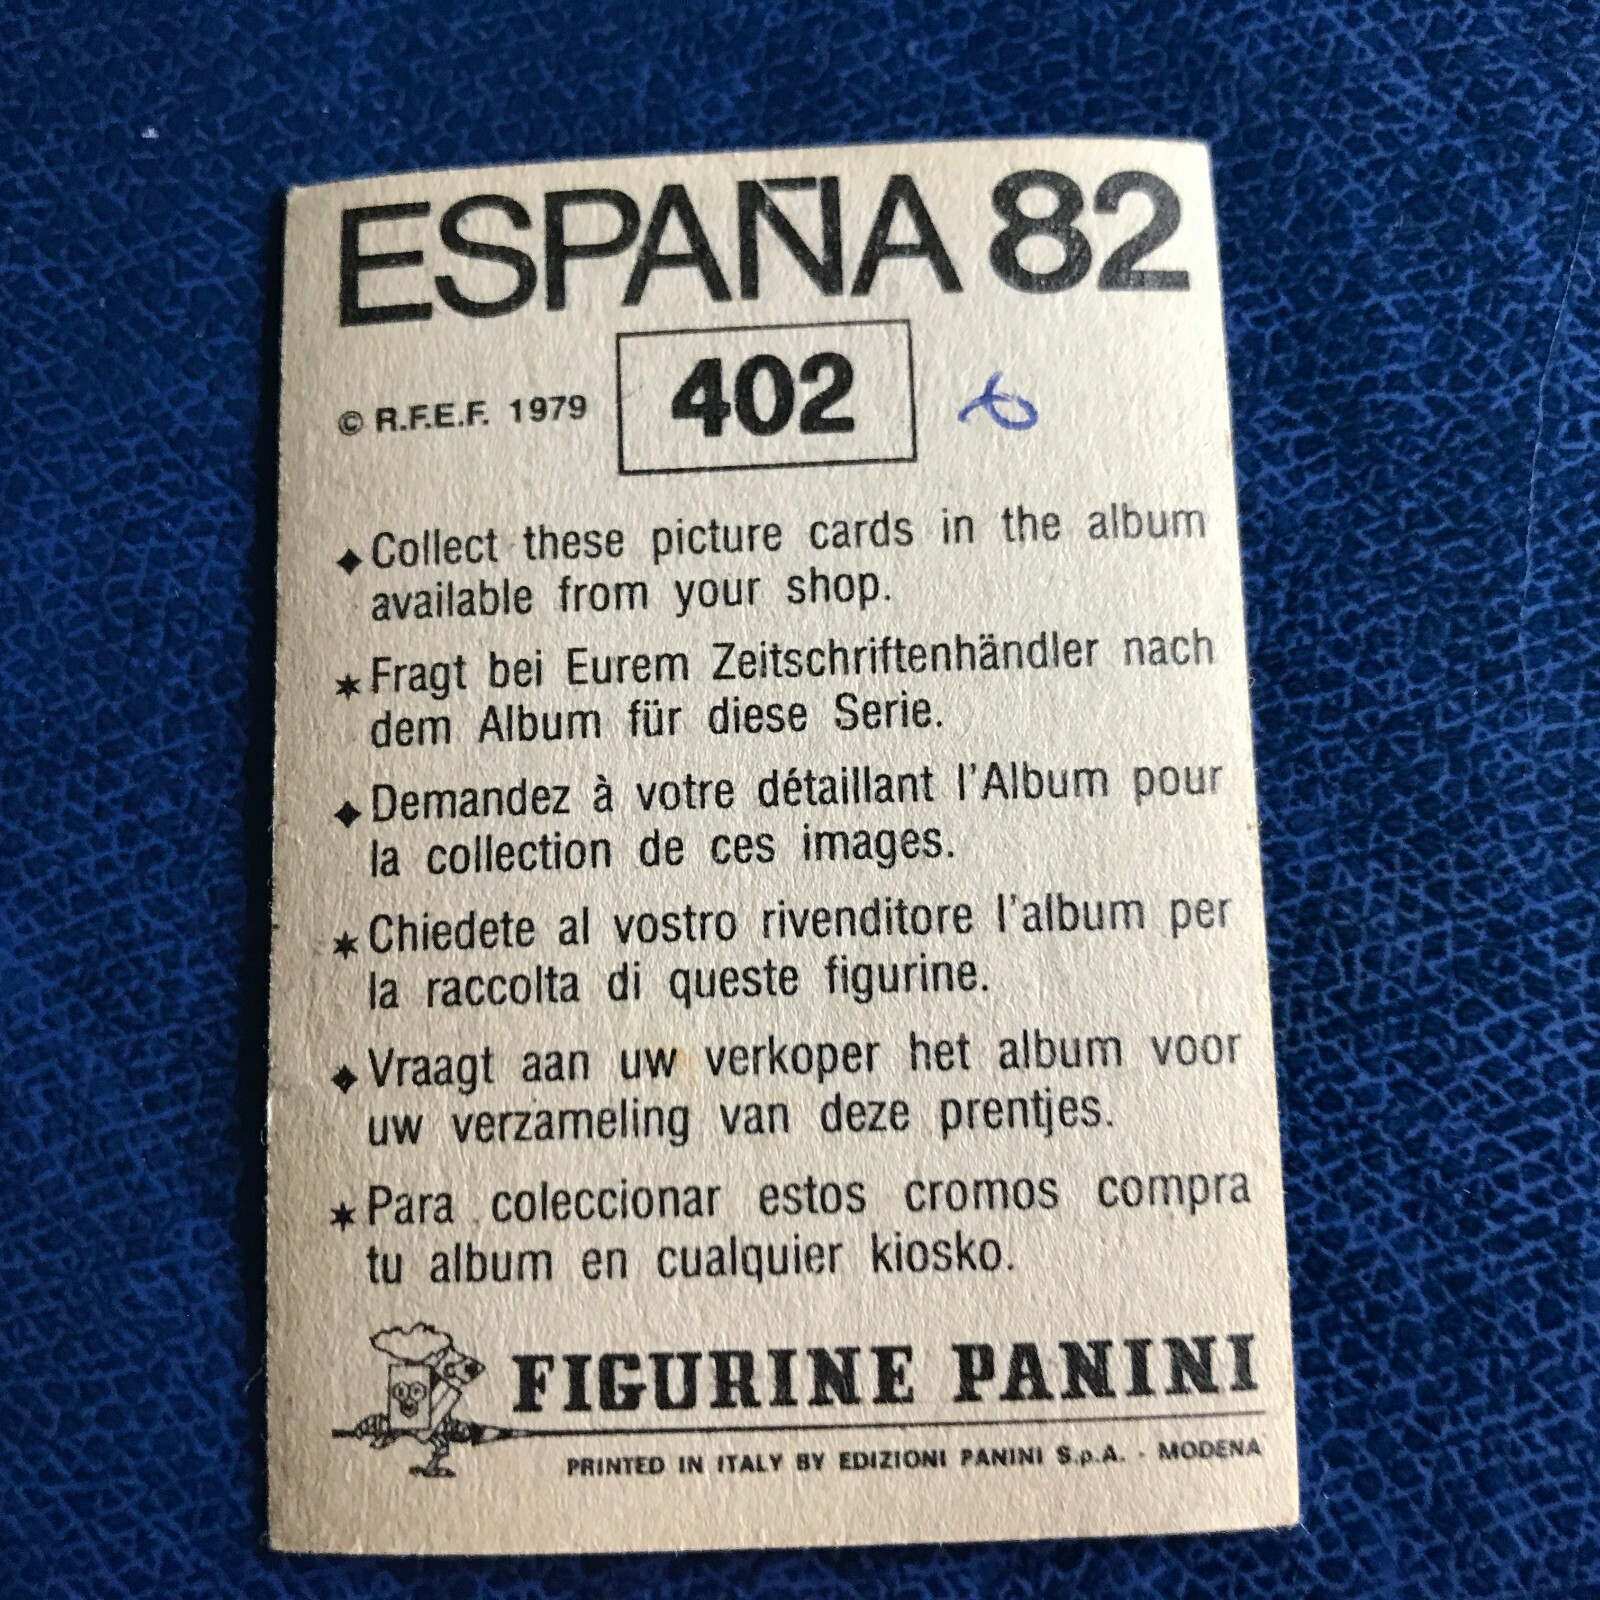 ESPAÑA 82
© R.F.E.F. 1979 402
Collect these picture cards in the album
available from your shop.
Fragt bei Eurem Zeitschriftenhändler nach
dem Album für diese Serie.
Demandez à votre détaillant l'Album pour
la collection de ces images.
Chiedete al vostro rivenditore l'album per
la raccolta di queste figurine.
Vraagt aan uw verkoper het album voor
uw verzameling van deze prentjes.
Para coleccionar estos cromos compra
tu album en cualquier kiosko.
FIGURINE PANINI
PRINTED IN ITALY BY EDIZIONI PANINI S.p.A. - MODENA